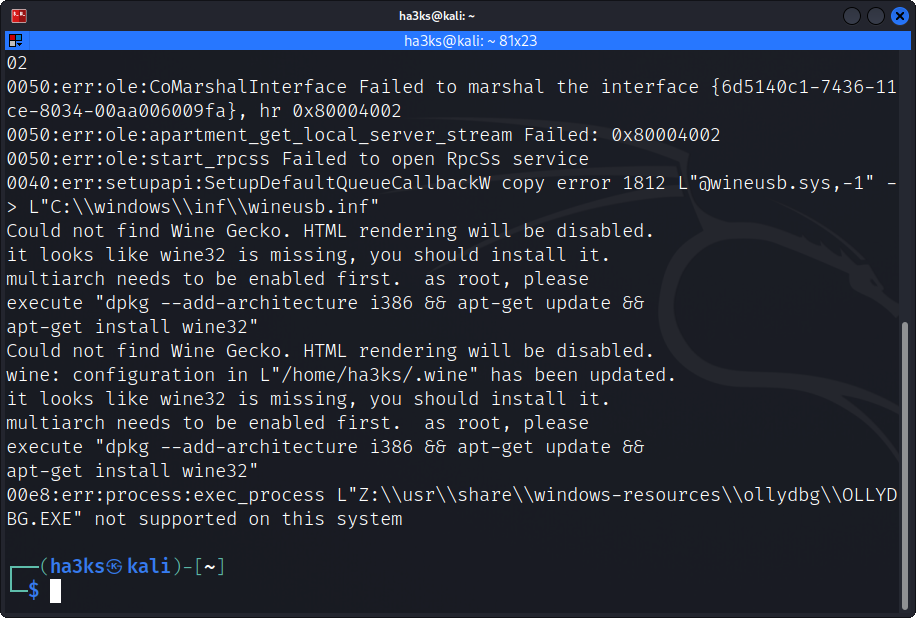 ha3ks@kali: ~
ha3ks@kali: ~ 81x23
02
0050:err:ole:CoMarshalInterface Failed to marshal the interface {6d5140c1-7436-11
ce-8034-00aa006009fa}, hr 0x80004002
0050:err:ole:apartment_get_local_server_stream Failed: 0x80004002
0050:err:ole:start_rpcss Failed to open RpcSs service
0040:err:setupapi:SetupDefaultQueueCallbackW copy error 1812 L"@wineusb.sys,-1" -
> L"C:\\windows\\inf\\wineusb.inf"
Could not find Wine Gecko. HTML rendering will be disabled.
it looks like wine32 is missing, you should install it.
multiarch needs to be enabled first.  as root, please
execute "dpkg --add-architecture i386 && apt-get update &&
apt-get install wine32"
Could not find Wine Gecko. HTML rendering will be disabled.
wine: configuration in L"/home/ha3ks/.wine" has been updated.
it looks like wine32 is missing, you should install it.
multiarch needs to be enabled first.  as root, please
execute "dpkg --add-architecture i386 && apt-get update &&
apt-get install wine32"
00e8:err:process:exec_process L"Z:\\usr\\share\\windows-resources\\ollydbg\\OLLYD
BG.EXE" not supported on this system
┌──(ha3ks㉿kali)-[~]
└─$